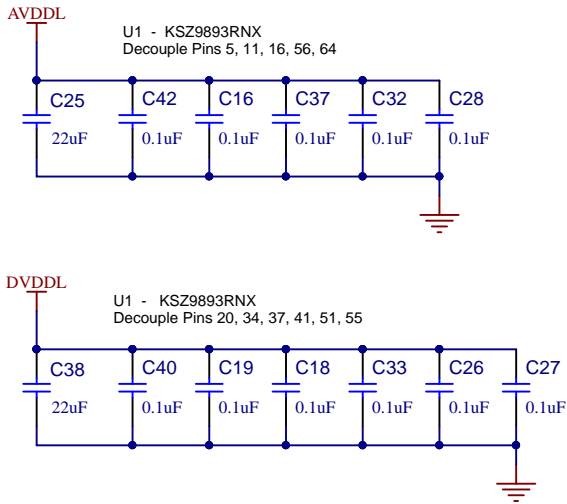 AVDDL
U1 - KSZ9893RNX
Decouple Pins 5, 11, 16, 56, 64
C25 C42 C16 C37 C32 C28
22uF 0.1uF 0.1uF 0.1uF 0.1uF 0.1uF
DVDDL
U1 - KSZ9893RNX
Decouple Pins 20, 34, 37, 41, 51, 55
C38 C40 C19 C18 C33 C26 C27
22uF 0.1uF 0.1uF 0.1uF 0.1uF 0.1uF 0.1uF